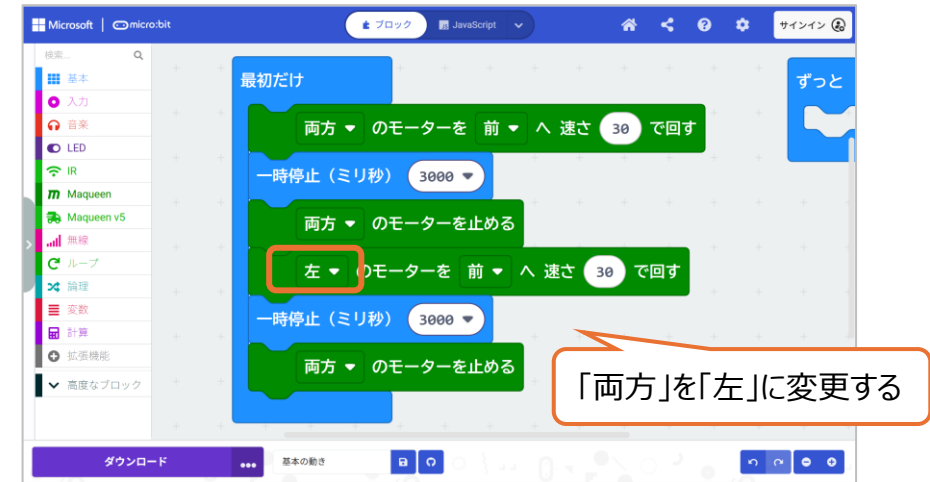 Microsoft | micro:bit
ブロック
JavaScript
サインイン
検索...
基本
入力
音楽
LED
IR
Maqueen
Maqueen v5
無線
ループ
論理
変数
計算
拡張機能
高度なブロック
最初だけ
両方 のモーターを 前 へ 速さ 30 で回す
一時停止（ミリ秒） 3000
両方 のモーターを止める
左 のモーターを 前 へ 速さ 30 で回す
一時停止（ミリ秒） 3000
両方 のモーターを止める
ずっと
「両方」を「左」に変更する
ダウンロード
基本の動き